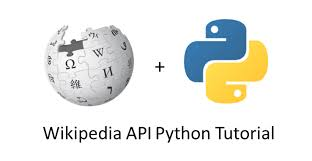 Ω
W
И
+
Wikipedia API Python Tutorial